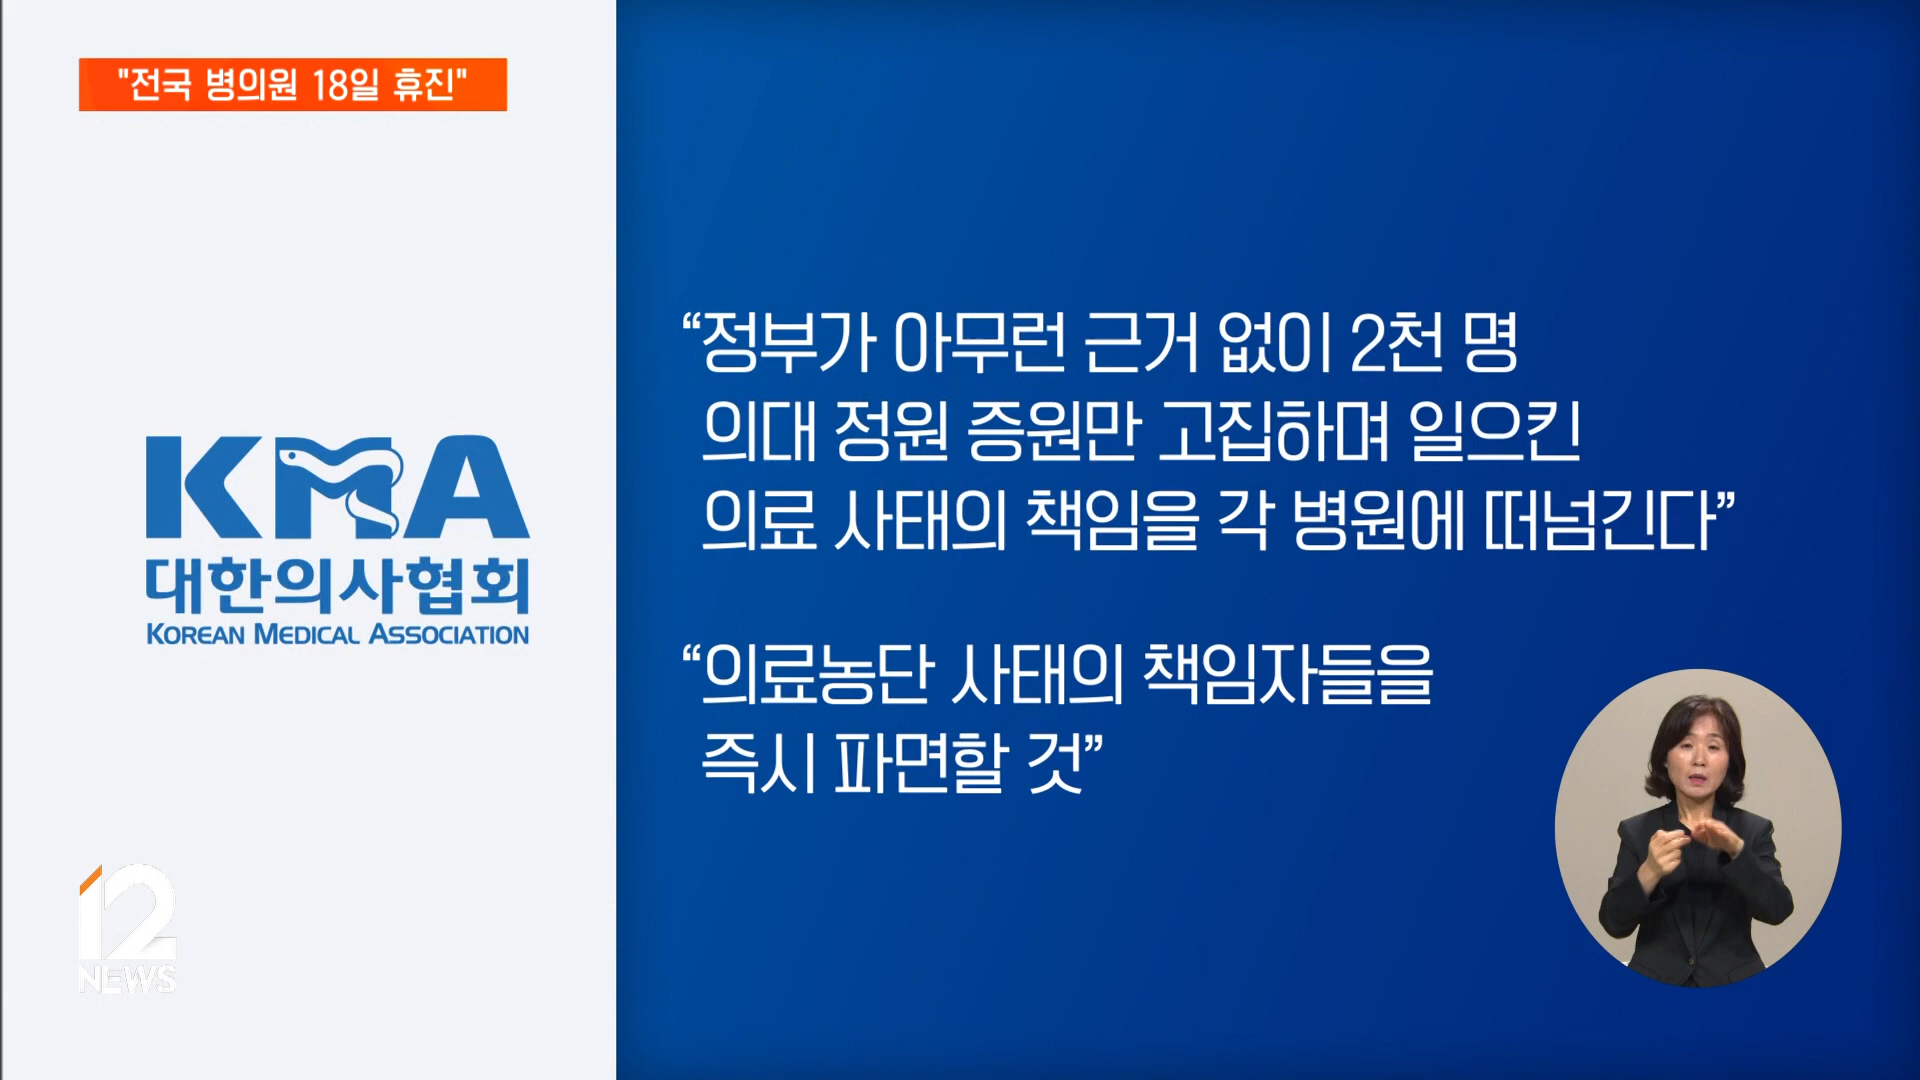 "전국 병의원 18일 휴진"
KMA
대한의사협회
KOREAN MEDICAL ASSOCIATION
“정부가 아무런 근거 없이 2천 명
의대 정원 증원만 고집하며 일으킨
의료 사태의 책임을 각 병원에 떠넘긴다”
“의료농단 사태의 책임자들을
즉시 파면할 것”
12
NEWS